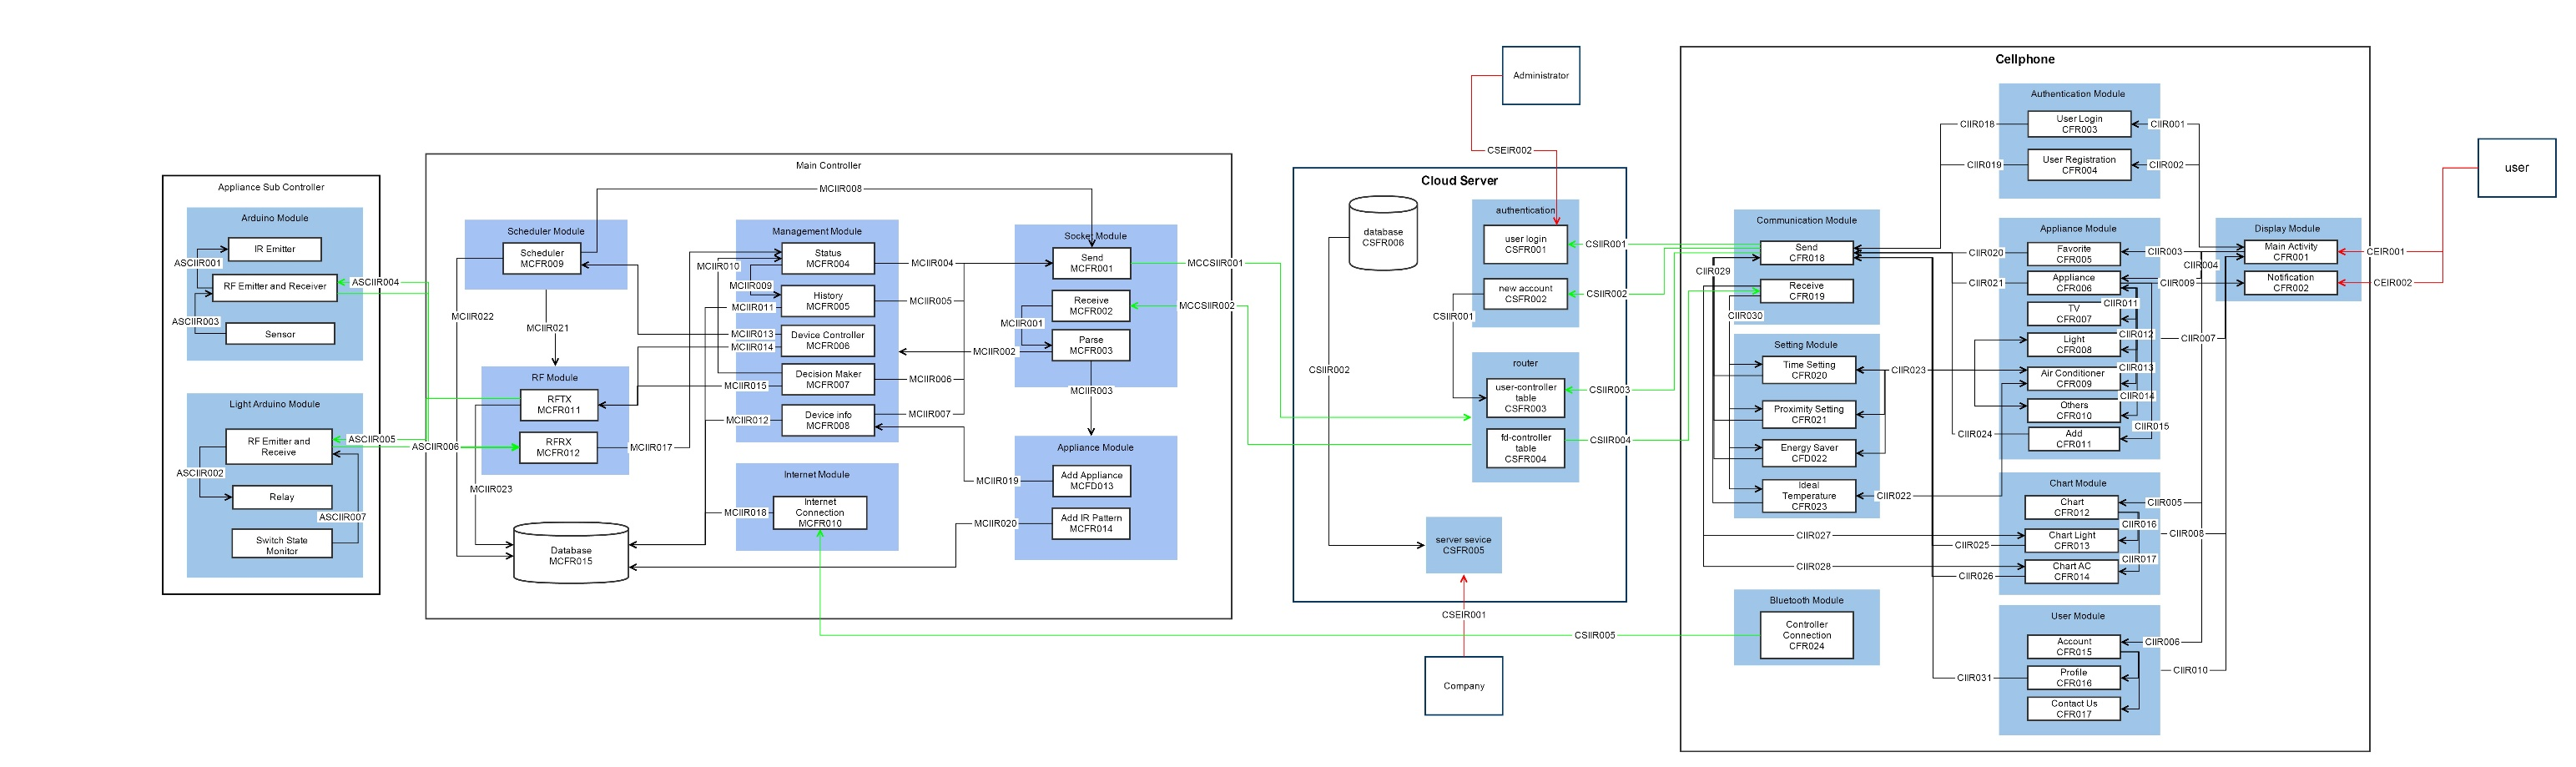 Appliance Sub Controller
Arduino Module
IR Emitter
ASCIIR001
RF Emitter and Receiver
ASCIIR004
ASCIIR003
Sensor
Light Arduino Module
RF Emitter and
Receive
ASCIIR005
ASCIIR006
ASCIIR002
Relay
ASCIIR007
Switch State
Monitor
Main Controller
MCIIR008
Scheduler Module
Scheduler
MCFR009
MCIIR022
MCIIR021
RF Module
RFTX
MCFR011
RFRX
MCFR012
MCIIR017
MCIIR023
Database
MCFR015
Management Module
Status
MCFR004
MCIIR010
MCIIR009
History
MCFR005
MCIIR011
MCIIR013
Device Controller
MCFR006
MCIIR014
Decision Maker
MCFR007
MCIIR015
Device info
MCFR008
MCIIR012
MCIIR004
MCIIR005
MCIIR006
MCIIR007
Internet Module
Internet
Connection
MCFR010
MCIIR018
Socket Module
Send
MCFR001
Receive
MCFR002
MCIIR001
Parse
MCFR003
MCIIR002
MCIIR003
Appliance Module
Add Appliance
MCFD013
MCIIR019
Add IR Pattern
MCFR014
MCIIR020
MCCSIIR001
MCCSIIR002
Administrator
CSEIR002
Cloud Server
database
CSFR006
authentication
user login
CSFR001
new account
CSFR002
CSIIR001
CSIIR002
router
user-controller
table
CSFR003
fd-controller
table
CSFR004
server sevice
CSFR005
CSEIR001
Company
CSIIR001
CSIIR002
CSIIR003
CSIIR004
CSIIR005
Cellphone
Authentication Module
User Login
CFR003
User Registration
CFR004
CIIR018
CIIR001
CIIR019
CIIR002
Communication Module
Send
CFR018
CIIR029
Receive
CFR019
CIIR030
Setting Module
Time Setting
CFR020
Proximity Setting
CFR021
Energy Saver
CFD022
Ideal
Temperature
CFR023
CIIR023
CIIR022
CIIR027
CIIR028
Bluetooth Module
Controller
Connection
CFR024
CIIR020
CIIR021
CIIR024
CIIR025
CIIR026
CIIR031
Appliance Module
Favorite
CFR005
Appliance
CFR006
TV
CFR007
Light
CFR008
Air Conditioner
CFR009
Others
CFR010
Add
CFR011
CIIR003
CIIR004
CIIR009
CIIR011
CIIR012
CIIR013
CIIR014
CIIR015
CIIR007
Chart Module
Chart
CFR012
CIIR005
CIIR016
Chart Light
CFR013
CIIR008
CIIR017
Chart AC
CFR014
User Module
Account
CFR015
CIIR006
Profile
CFR016
CIIR010
Contact Us
CFR017
Display Module
Main Activity
CFR001
Notification
CFR002
CEIR001
CEIR002
user